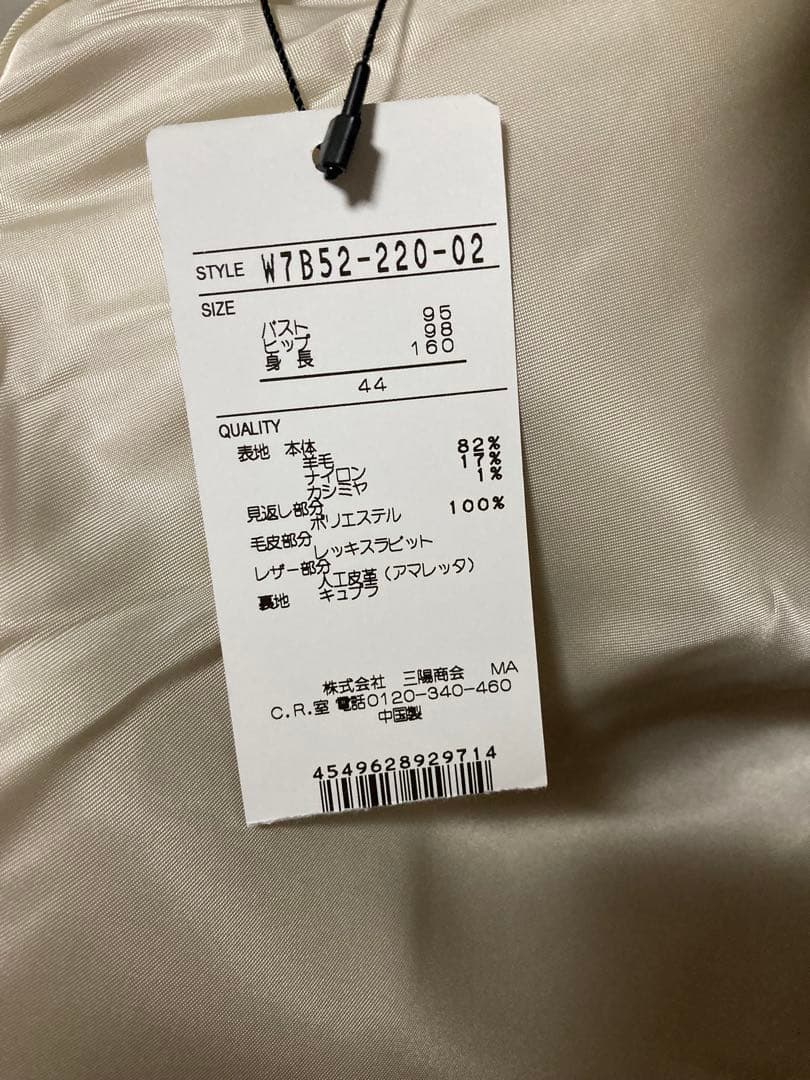 STYLE W7B52-220-02
SIZE
バスト 95
ヒップ 98
身長 160
44
QUALITY
表地 本体
羊毛 82%
ナイロン 17%
カシミヤ 1%
見返し部分
ポリエステル 100%
毛皮部分
レッキスラビット
レザー部分
人工皮革(アマレッタ)
裏地 キュプラ
株式会社 三陽商会 MA
C.R.室 電話0120-340-460
中国製
4549628929714